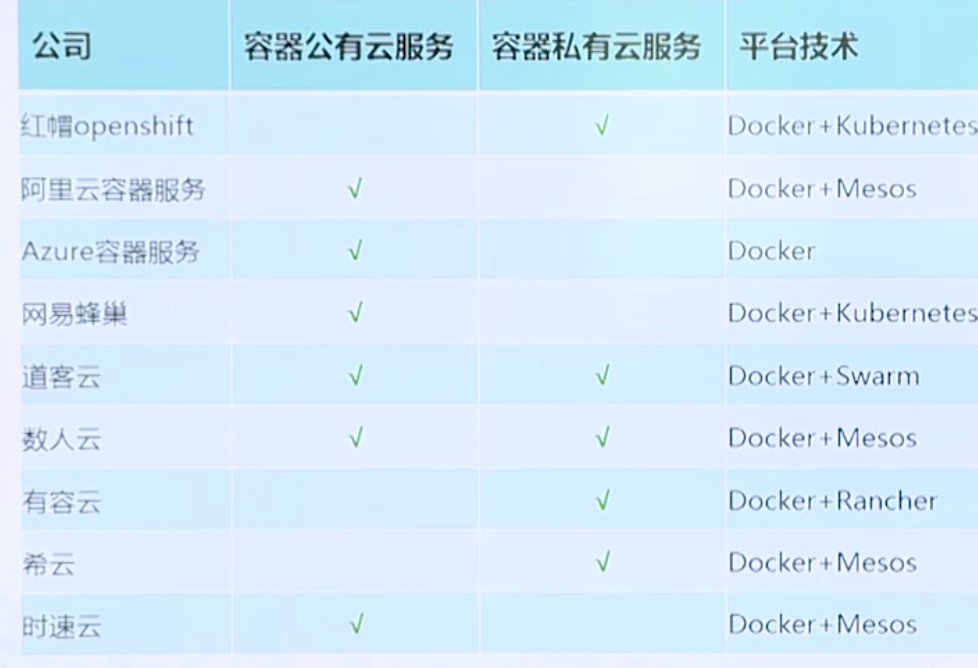 公司 容器公有云服务 容器私有云服务 平台技术
红帽openshift √ Docker+Kubernetes
阿里云容器服务 √ Docker+Mesos
Azure容器服务 √ Docker
网易蜂巢 √ Docker+Kubernetes
道客云 √ √ Docker+Swarm
数人云 √ √ Docker+Mesos
有容云 √ Docker+Rancher
希云 √ Docker+Mesos
时速云 √ Docker+Mesos